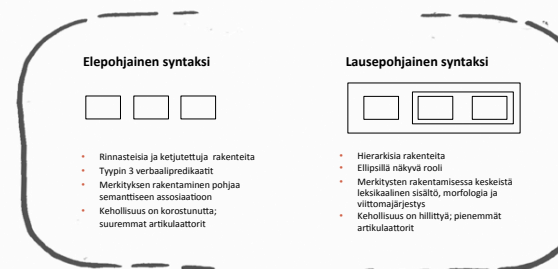 Elepohjainen syntaksi
• Rinnasteisia ja ketjutettuja rakenteita
• Tyypin 3 verbaalipredikaatit
• Merkityksen rakentaminen pohjaa
semanttiseen assosiaatioon
• Kehollisuus on korostunutta;
suuremmat artikulaattorit
Lausepohjainen syntaksi
• Hierarkisia rakenteita
• Ellipsillä näkyvä rooli
• Merkitysten rakentamisessa keskeistä
leksikaalinen sisältö, morfologia ja
viittomajärjestys
• Kehollisuus on hillittyä; pienemmät
artikulaattorit